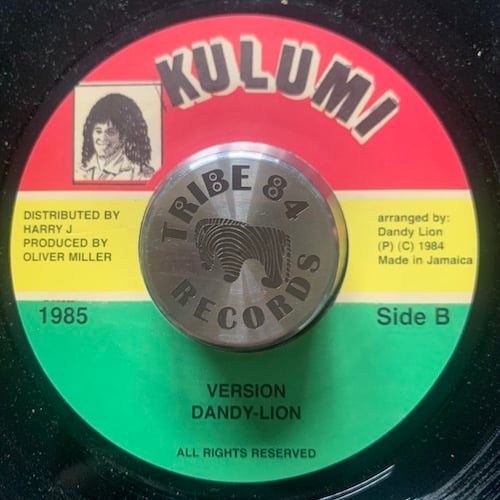 KULUMI
DISTRIBUTED BY
HARRY J
PRODUCED BY
OLIVER MILLER
arranged by:
Dandy Lion
(P) (C) 1984
Made in Jamaica
TRIBE 84
RECORDS
1985
Side B
VERSION
DANDY-LION
ALL RIGHTS RESERVED